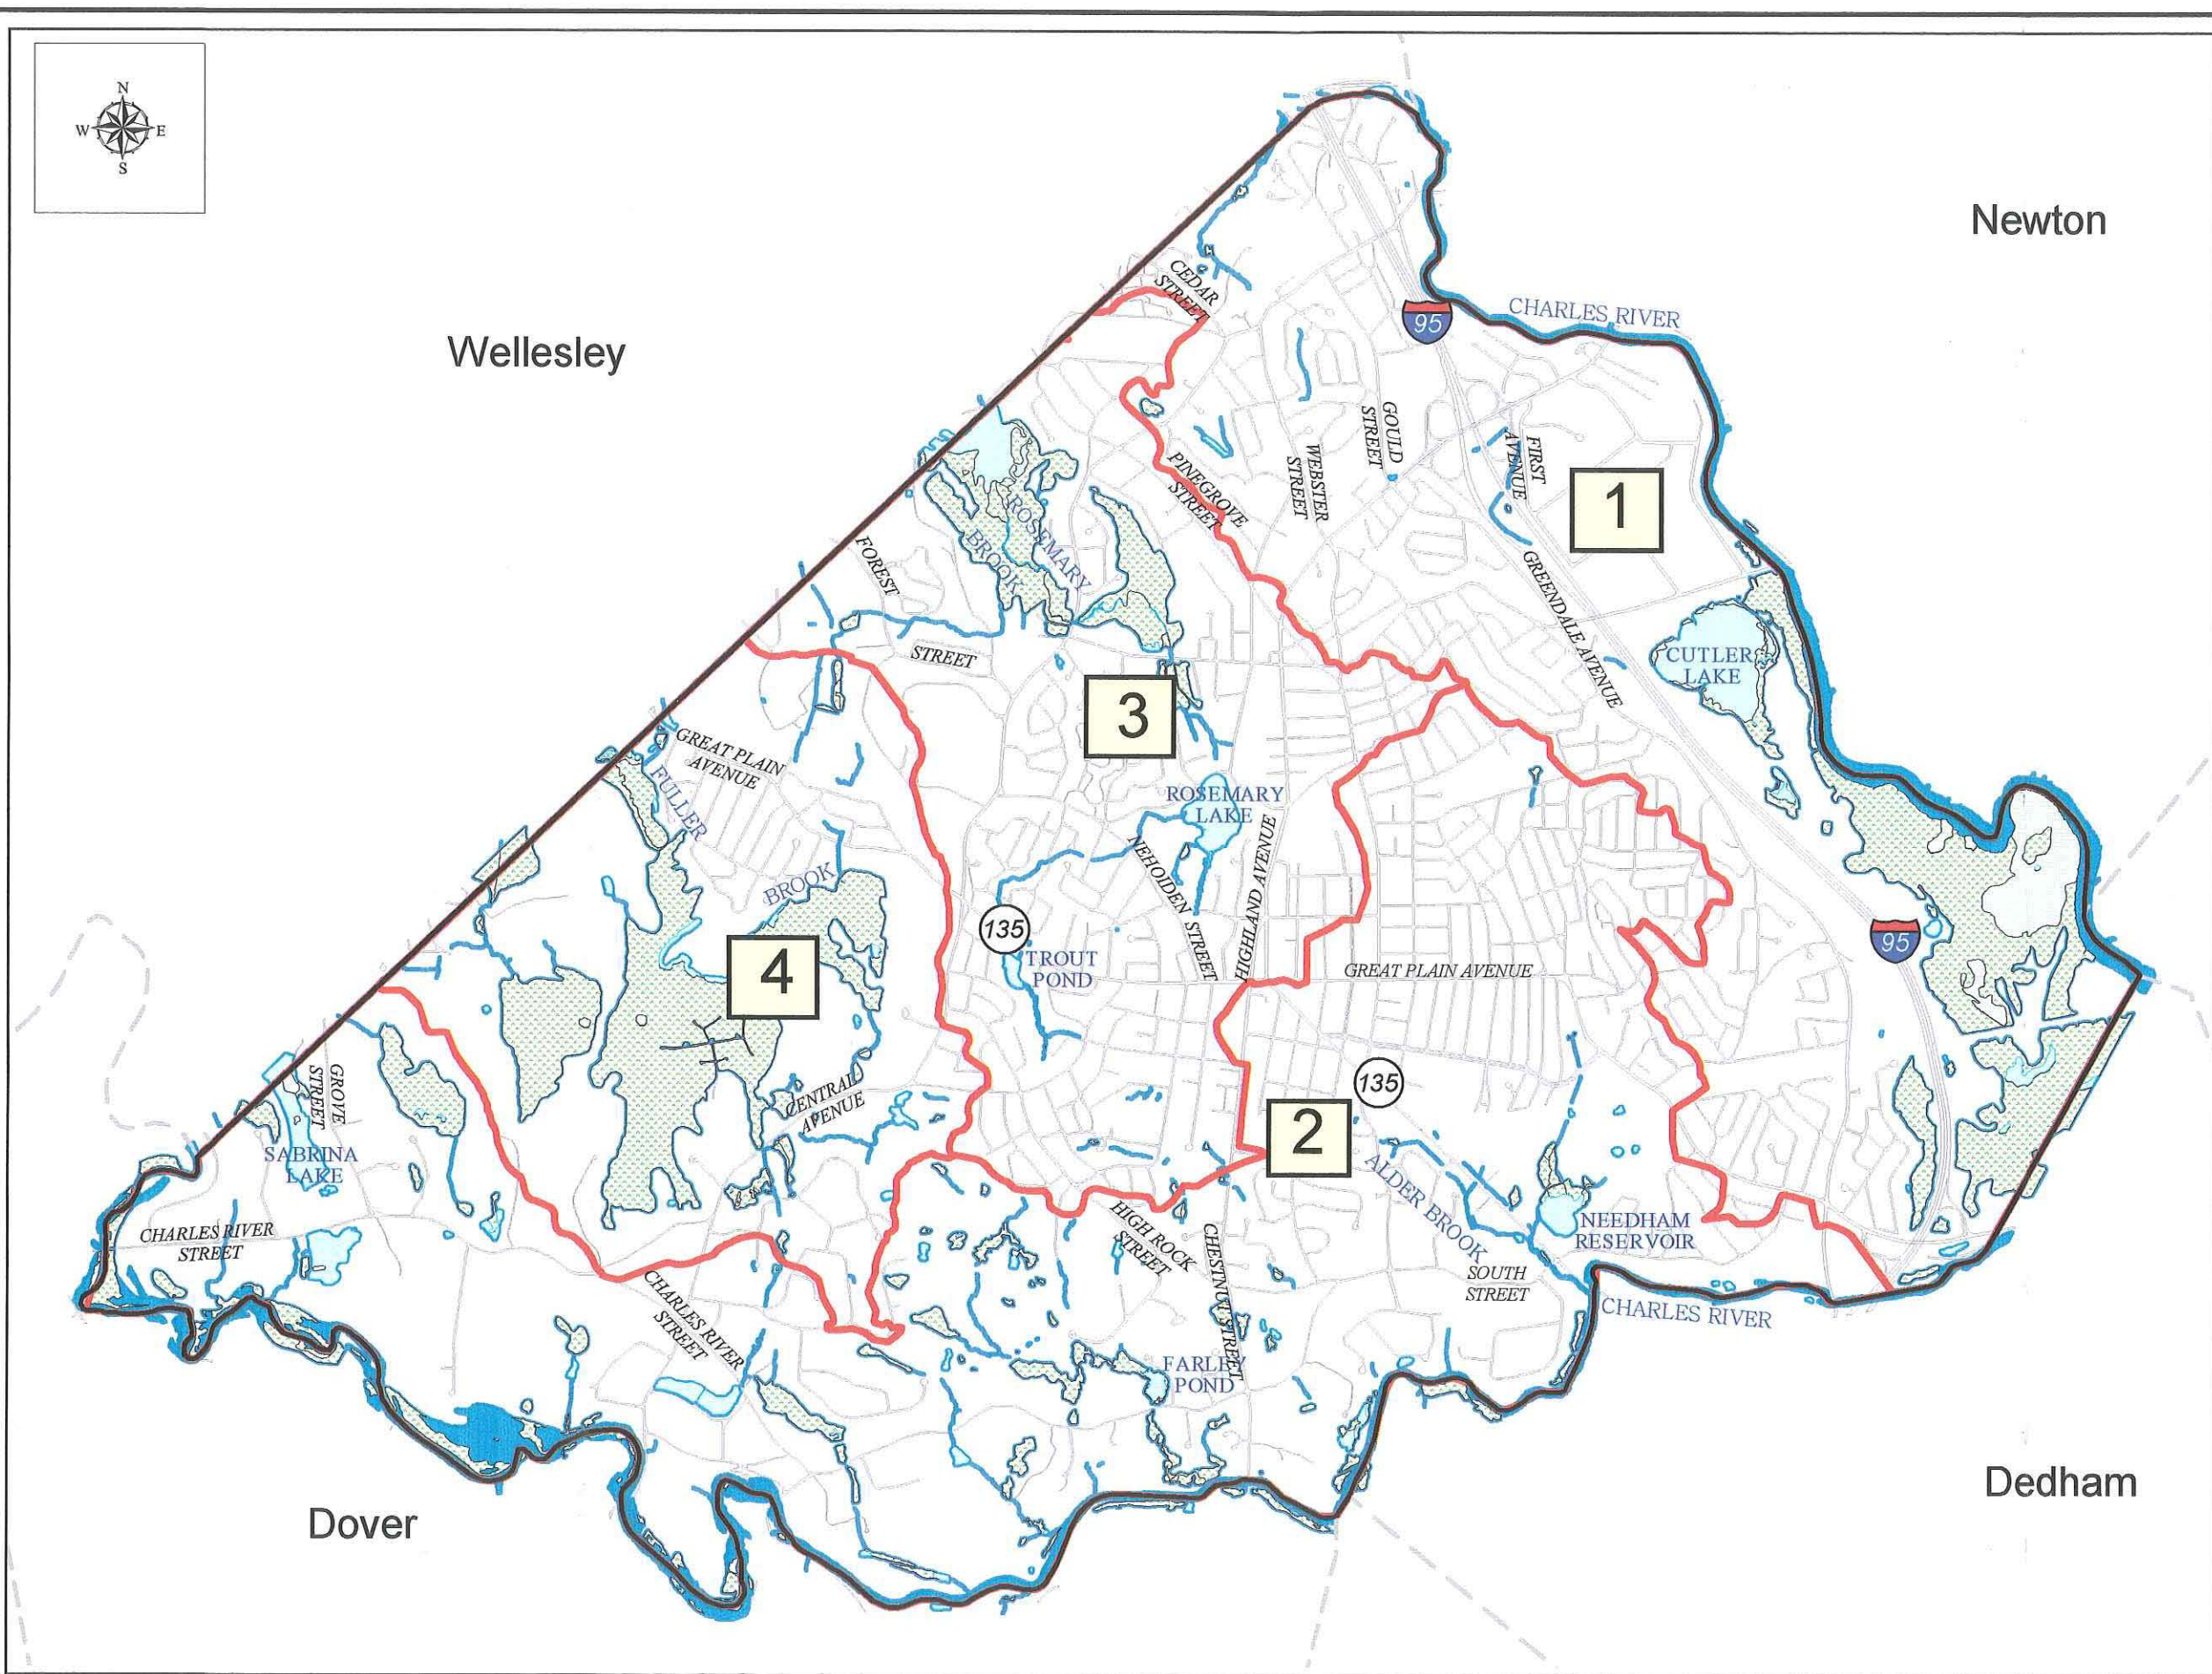 N
W E
S
Newton
Wellesley
CEDAR
STREET
CHARLES RIVER
95
GOULD
STREET
WEBSTER
STREET
FIRST
AVENUE
PINEGROVE
STREET
1
ROSEMARY
BROOK
FOREST
STREET
GREENDALE AVENUE
CUTLER
LAKE
3
GREAT PLAIN
AVENUE
FULLER
BROOK
ROSEMARY
LAKE
NEHOIDEN STREET
HIGHLAND AVENUE
135
TROUT
POND
GREAT PLAIN AVENUE
95
4
GROVE
STREET
CENTRAL
AVENUE
135
2
SABRINA
LAKE
ALDER BROOK
CHARLES RIVER
STREET
HIGH ROCK
STREET
CHESTNUT STREET
NEEDHAM
RESERVOIR
SOUTH
STREET
CHARLES RIVER
CHARLES RIVER
STREET
FARLEY
POND
Dover
Dedham